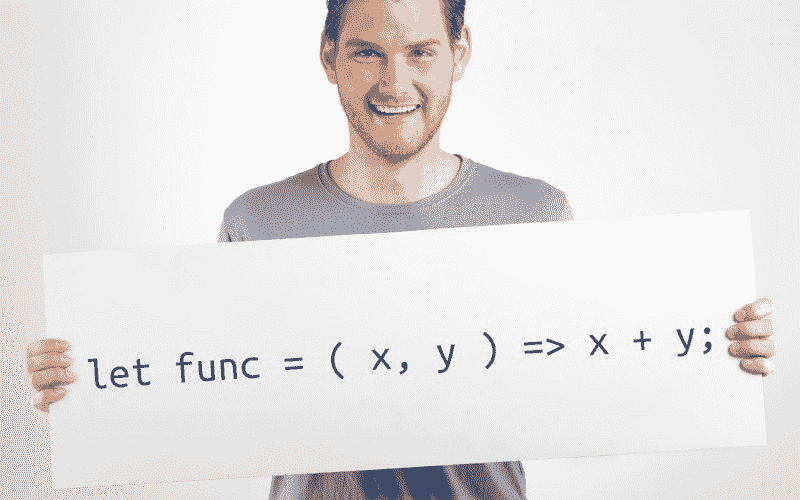 let func = ( x, y ) => x + y;